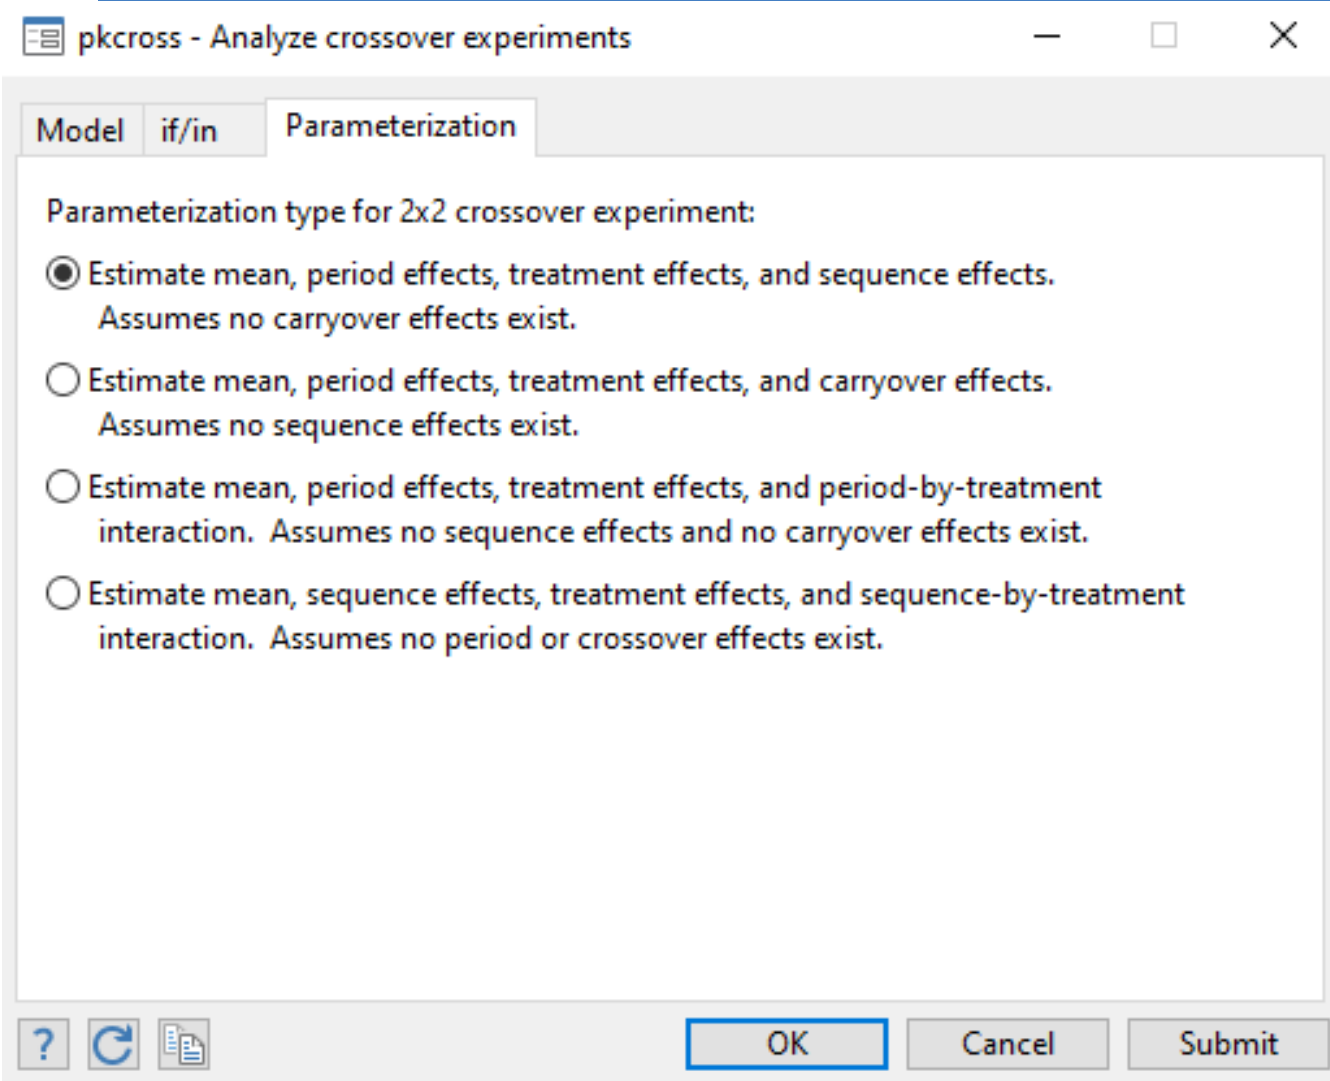 pkcross - Analyze crossover experiments
Model if/in Parameterization
Parameterization type for 2x2 crossover experiment:
Estimate mean, period effects, treatment effects, and sequence effects.
Assumes no carryover effects exist.
Estimate mean, period effects, treatment effects, and carryover effects.
Assumes no sequence effects exist.
Estimate mean, period effects, treatment effects, and period-by-treatment
interaction.  Assumes no sequence effects and no carryover effects exist.
Estimate mean, sequence effects, treatment effects, and sequence-by-treatment
interaction.  Assumes no period or crossover effects exist.
? OK Cancel Submit